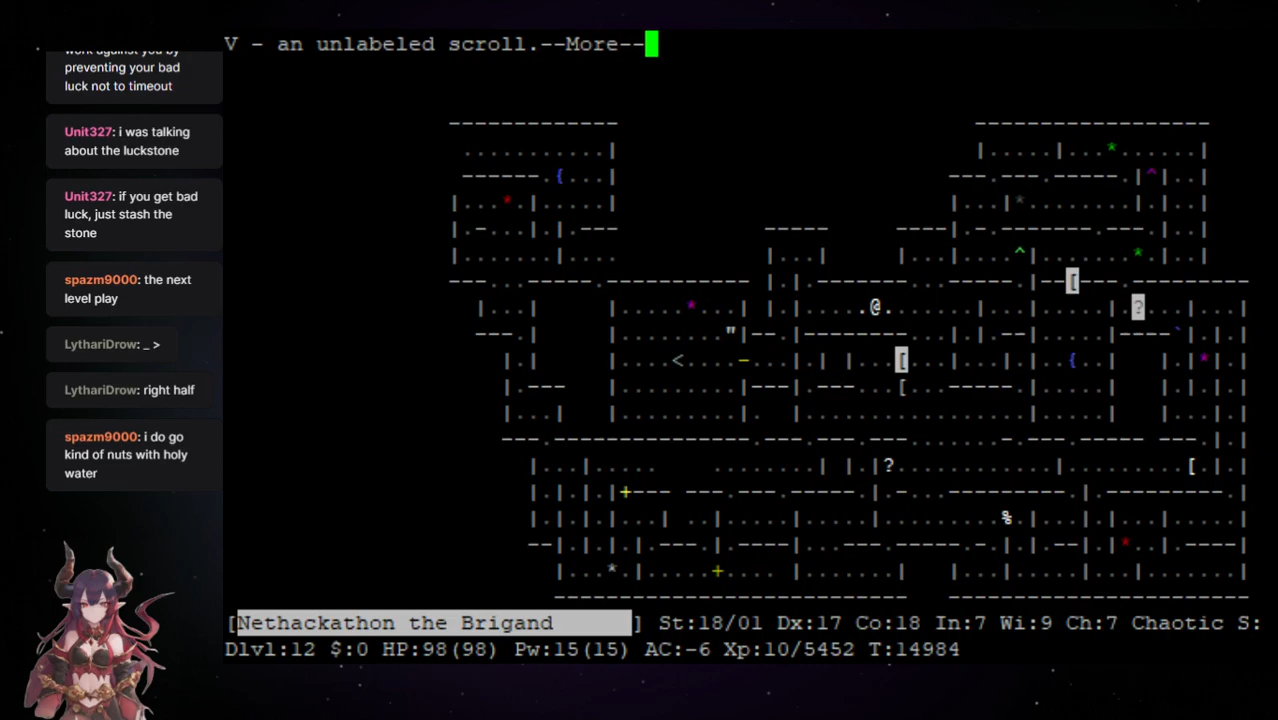 work against you by
preventing your bad
luck not to timeout
Unit327: i was talking
about the luckstone
Unit327: if you get bad
luck, just stash the
stone
spazm9000: the next
level play
LythariDrow: _ >
LythariDrow: right half
spazm9000: i do go
kind of nuts with holy
water
V - an unlabeled scroll.--More--
[Nethackathon the Brigand ] St:18/01 Dx:17 Co:18 In:7 Wi:9 Ch:7 Chaotic S:
Dlvl:12 $:0 HP:98(98) Pw:15(15) AC:-6 Xp:10/5452 T:14984